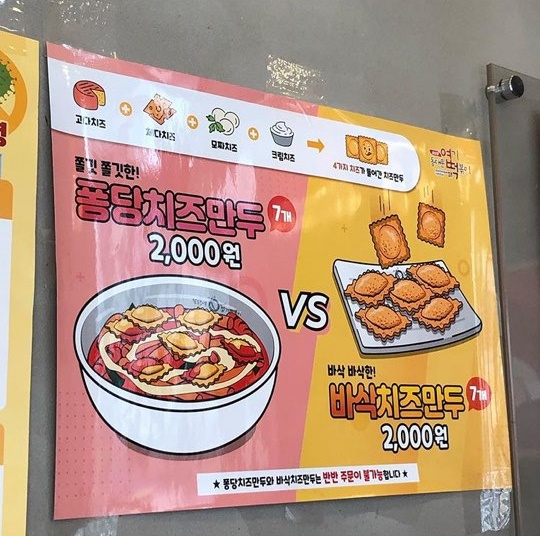 고다치즈 + 체다치즈 + 모짜치즈 + 크림치즈
4가지 치즈가 들어간 치즈만두
쫄깃 쫄깃한!
퐁당치즈만두 7개
2,000원
VS
바삭 바삭한!
바삭치즈만두 7개
2,000원
★ 퐁당치즈만두와 바삭치즈만두는 반반 주문이 불가능합니다 ★